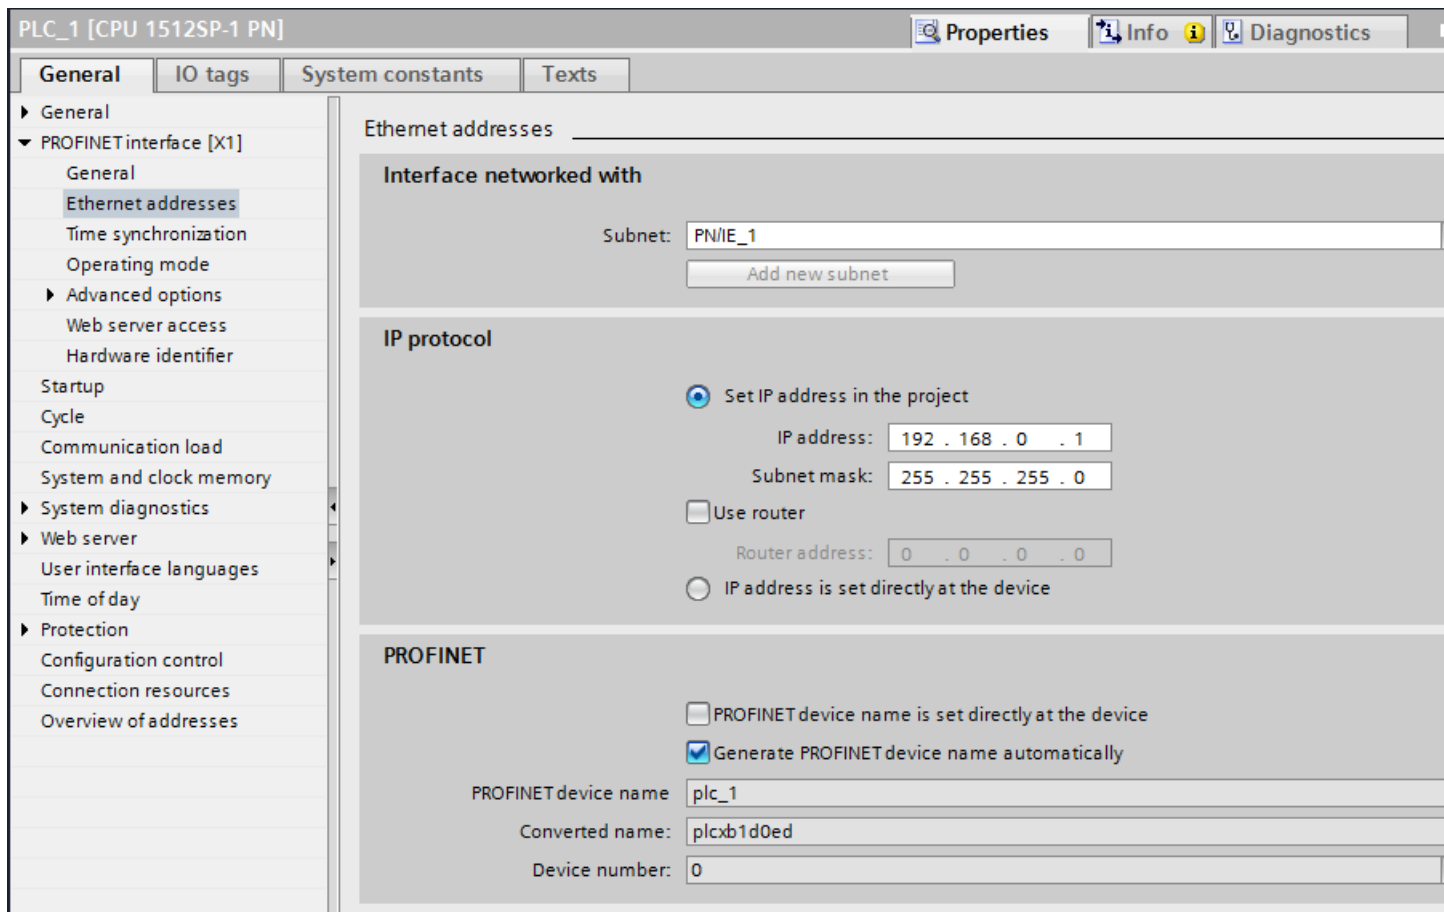 PLC_1 [CPU 1512SP-1 PN]
Properties Info Diagnostics
General IO tags System constants Texts
General
PROFINET interface [X1]
General
Ethernet addresses
Time synchronization
Operating mode
Advanced options
Web server access
Hardware identifier
Startup
Cycle
Communication load
System and clock memory
System diagnostics
Web server
User interface languages
Time of day
Protection
Configuration control
Connection resources
Overview of addresses
Ethernet addresses
Interface networked with
Subnet: PN/IE_1
Add new subnet
IP protocol
Set IP address in the project
IP address: 192 . 168 . 0 . 1
Subnet mask: 255 . 255 . 255 . 0
Use router
Router address: 0 . 0 . 0 . 0
IP address is set directly at the device
PROFINET
PROFINET device name is set directly at the device
Generate PROFINET device name automatically
PROFINET device name plc_1
Converted name: plcxb1d0ed
Device number: 0